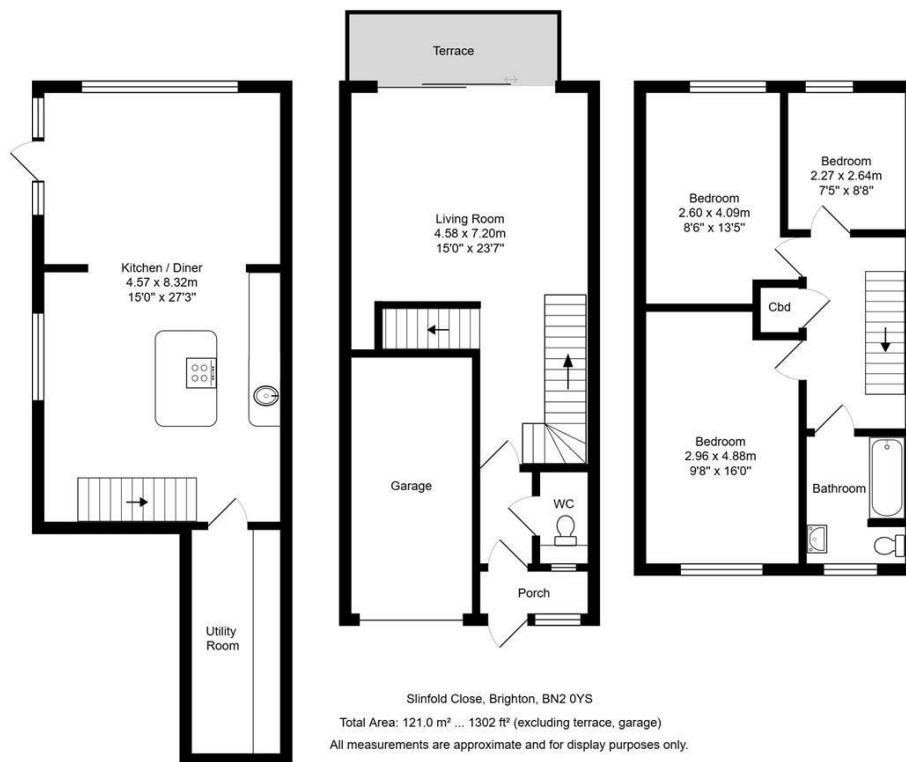 Terrace
Kitchen / Diner
4.57 x 8.32m
15'0" x 27'3"
Utility
Room
Living Room
4.58 x 7.20m
15'0" x 23'7"
Garage
WC
Porch
Bedroom
2.60 x 4.09m
8'6" x 13'5"
Bedroom
2.27 x 2.64m
7'5" x 8'8"
Cbd
Bedroom
2.96 x 4.88m
9'8" x 16'0"
Bathroom
Slinfold Close, Brighton, BN2 0YS
Total Area: 121.0 m² ... 1302 ft² (excluding terrace, garage)
All measurements are approximate and for display purposes only.